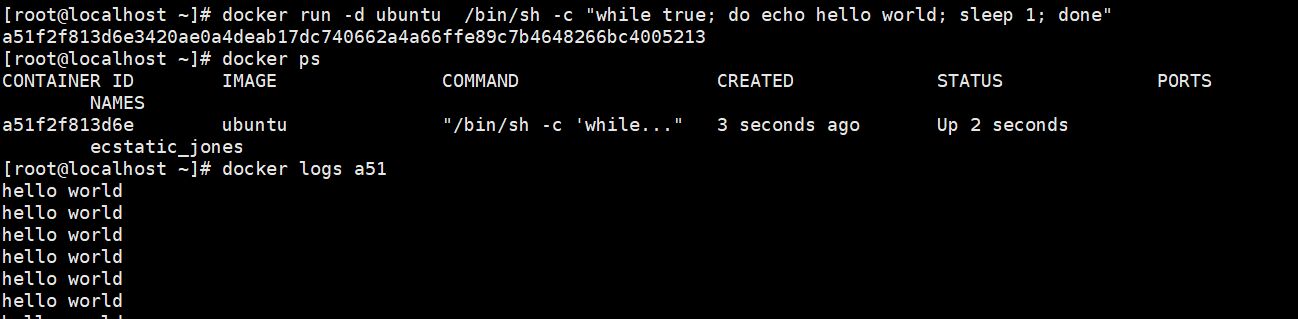 [root@localhost ~]# docker run -d ubuntu  /bin/sh -c "while true; do echo hello world; sleep 1; done"
a51f2f813d6e3420ae0a4deab17dc740662a4a66ffe89c7b4648266bc4005213
[root@localhost ~]# docker ps
CONTAINER ID        IMAGE               COMMAND                  CREATED             STATUS              PORTS
        NAMES
a51f2f813d6e        ubuntu              "/bin/sh -c 'while..."   3 seconds ago       Up 2 seconds
        ecstatic_jones
[root@localhost ~]# docker logs a51
hello world
hello world
hello world
hello world
hello world
hello world